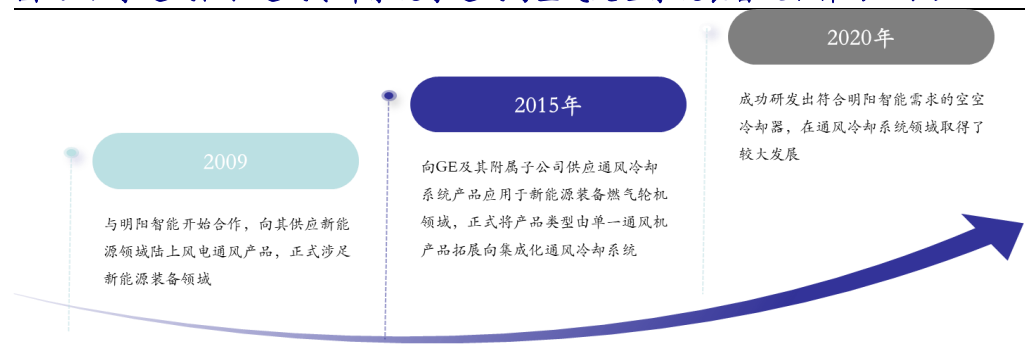 2009
与明阳智能开始合作，向其供应新能
源领域陆上风电通风产品，正式涉足
新能源装备领域
2015年
向GE及其附属子公司供应通风冷却
系统产品应用于新能源装备燃气轮机
领域，正式将产品类型由单一通风机
产品拓展向集成化通风冷却系统
2020年
成功研发出符合明阳智能需求的空空
冷却器，在通风冷却系统领域取得了
较大发展